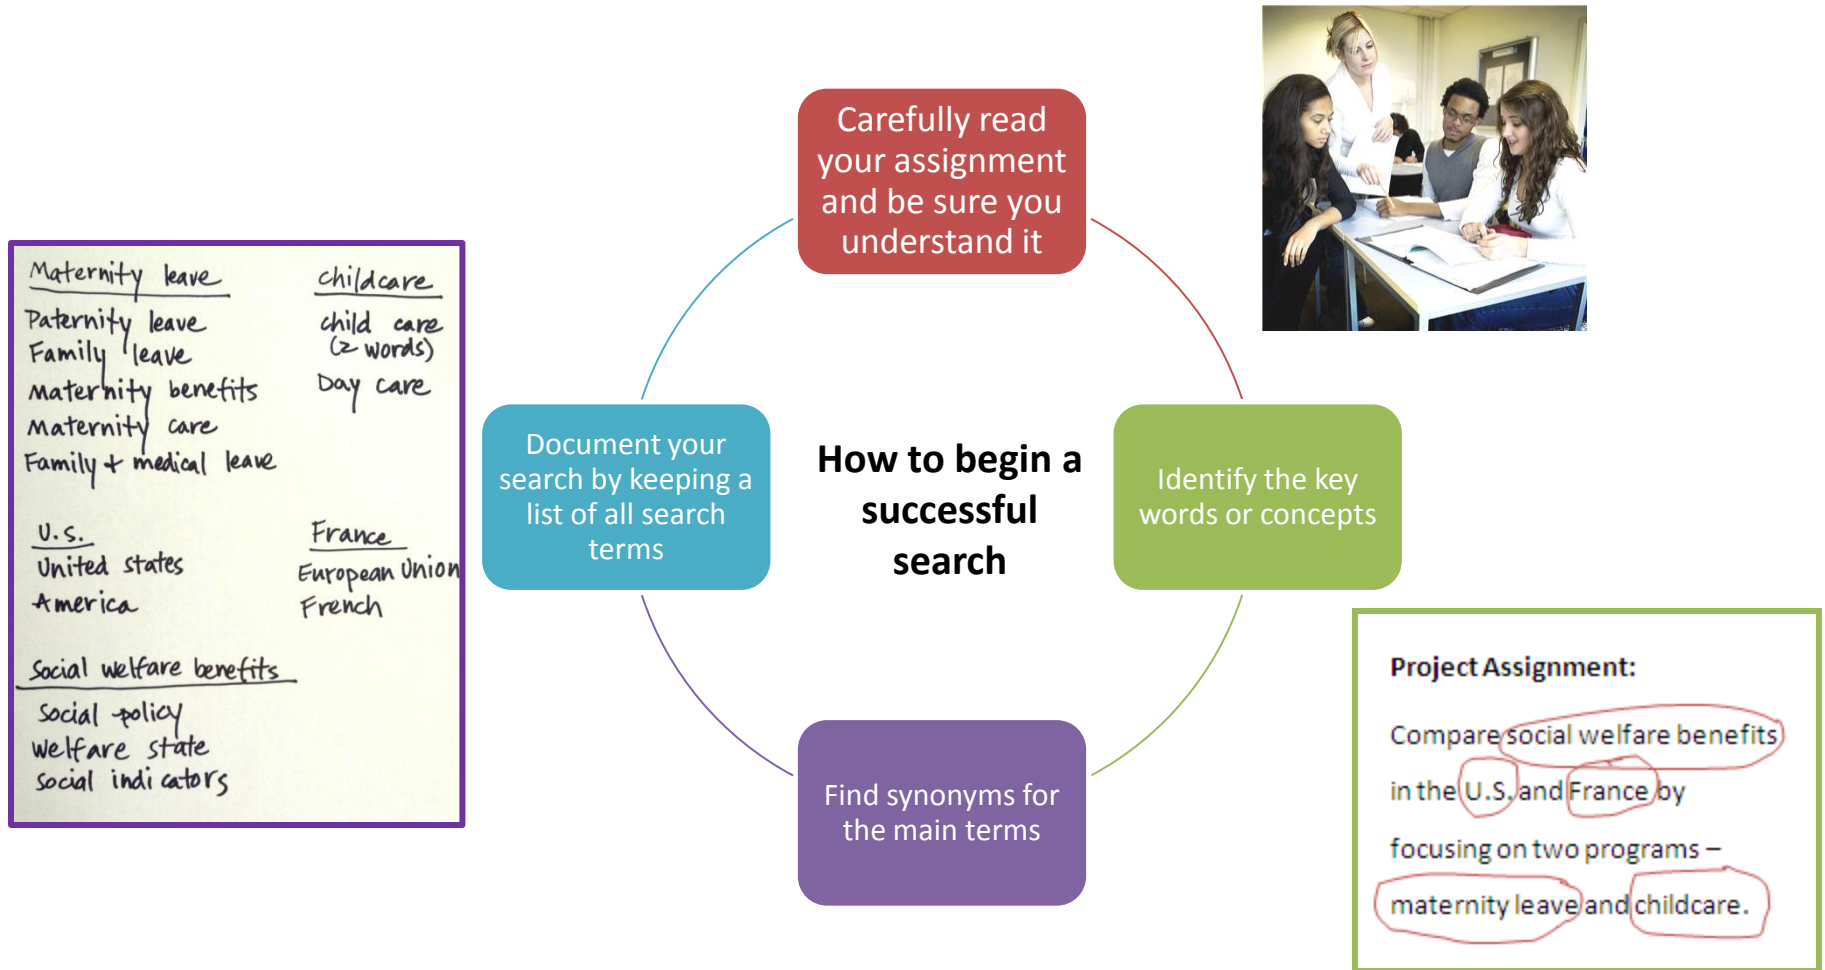 Carefully read
your assignment
and be sure you
understand it
Identify the key
words or concepts
Find synonyms for
the main terms
Document your
search by keeping a
list of all search
terms
How to begin a
successful
search
Maternity leave
Paternity leave
Family leave
Maternity benefits
Maternity care
Family + medical leave
childcare
child care
(2 words)
Day care
U.S.
United states
America
France
European Union
French
Social welfare benefits
Social policy
welfare state
social indicators
Project Assignment:
Compare social welfare benefits
in the U.S. and France by
focusing on two programs –
maternity leave and childcare.